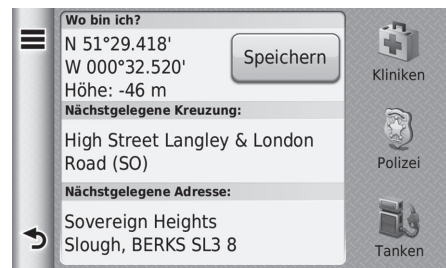 Wo bin ich?
N 51°29.418'
W 000°32.520'
Höhe: -46 m
Speichern
Nächstgelegene Kreuzung:
High Street Langley & London
Road (SO)
Nächstgelegene Adresse:
Sovereign Heights
Slough, BERKS SL3 8
Kliniken
Polizei
Tanken